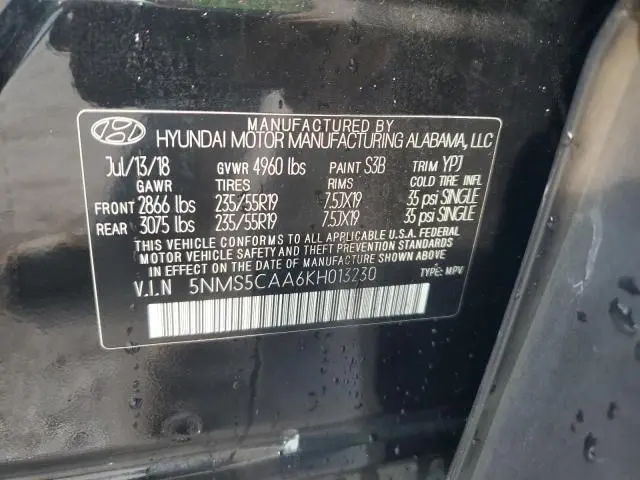 MANUFACTURED BY
HYUNDAI MOTOR MANUFACTURING ALABAMA, LLC
Jul/13/18 GVWR 4960 lbs PAINT S3B TRIM YPJ
GAWR TIRES RIMS COLD TIRE INFL
FRONT 2866 lbs 235/55R19 7.5JX19 35 psi SINGLE
REAR 3075 lbs 235/55R19 7.5JX19 35 psi SINGLE
THIS VEHICLE CONFORMS TO ALL APPLICABLE U.S.A. FEDERAL
MOTOR VEHICLE SAFETY AND THEFT PREVENTION STANDARDS
IN EFFECT ON THE DATE OF MANUFACTURE SHOWN ABOVE.
V.I.N 5NMS5CAA6KH013230 TYPE: MPV